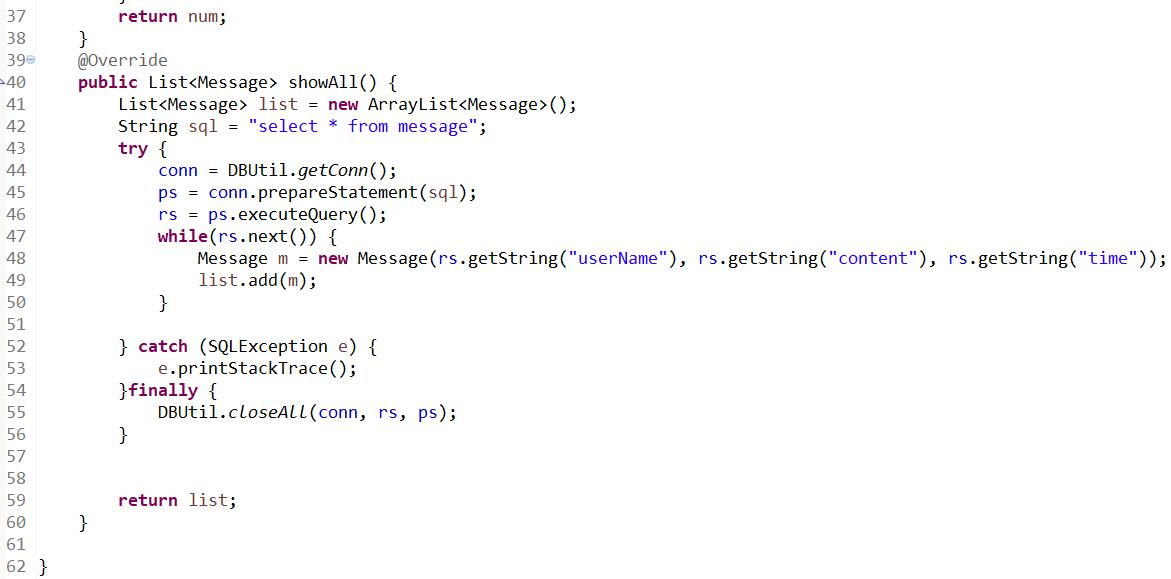 37 return num;
38 }
39 @Override
40 public List<Message> showAll() {
41 List<Message> list = new ArrayList<Message>();
42 String sql = "select * from message";
43 try {
44 conn = DBUtil.getConn();
45 ps = conn.prepareStatement(sql);
46 rs = ps.executeQuery();
47 while(rs.next()) {
48 Message m = new Message(rs.getString("userName"), rs.getString("content"), rs.getString("time"));
49 list.add(m);
50 }
51
52 } catch (SQLException e) {
53 e.printStackTrace();
54 }finally {
55 DBUtil.closeAll(conn, rs, ps);
56 }
57
58
59 return list;
60 }
61
62 }